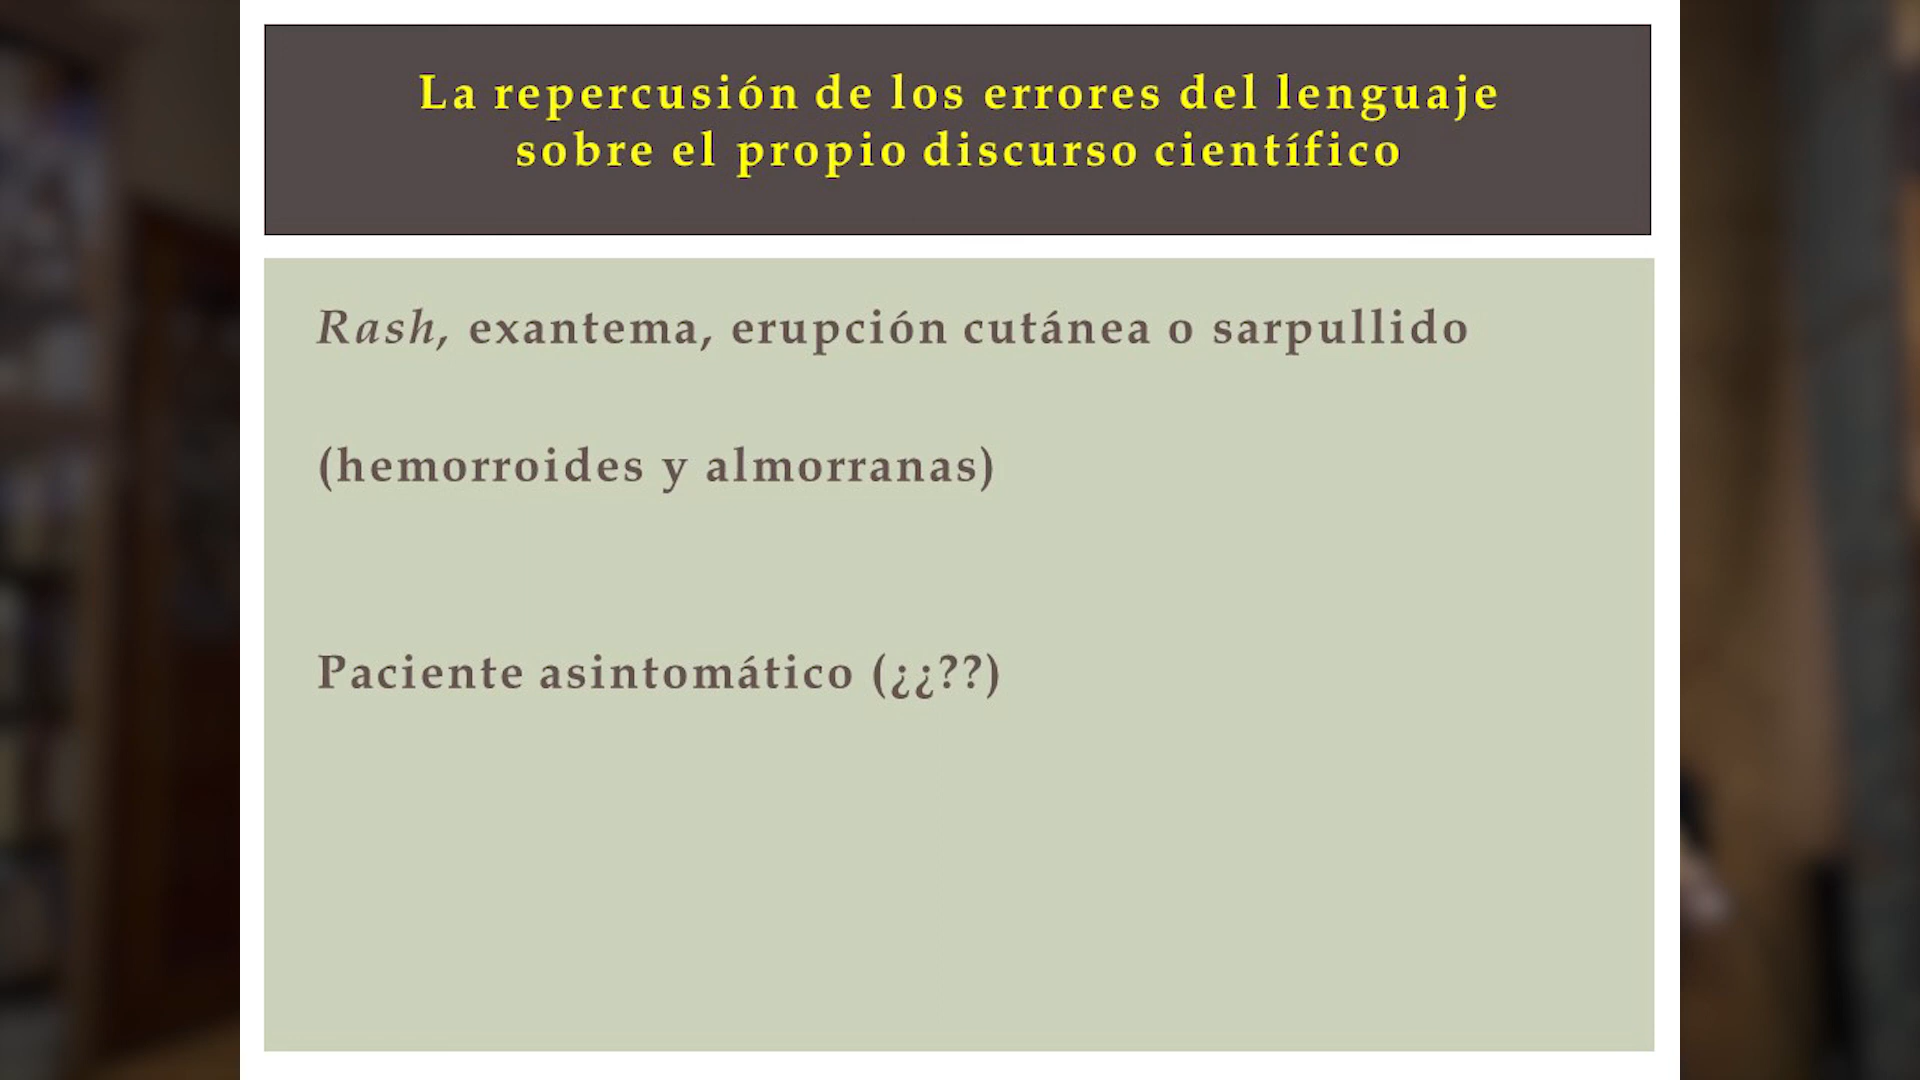 La repercusión de los errores del lenguaje
sobre el propio discurso científico
Rash, exantema, erupción cutánea o sarpullido
(hemorroides y almorranas)
Paciente asintomático (¿¿??)